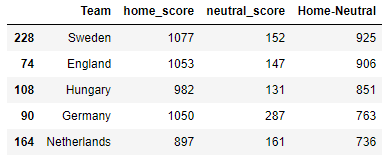 Team home_score neutral_score Home-Neutral
228 Sweden 1077 152 925
74 England 1053 147 906
108 Hungary 982 131 851
90 Germany 1050 287 763
164 Netherlands 897 161 736